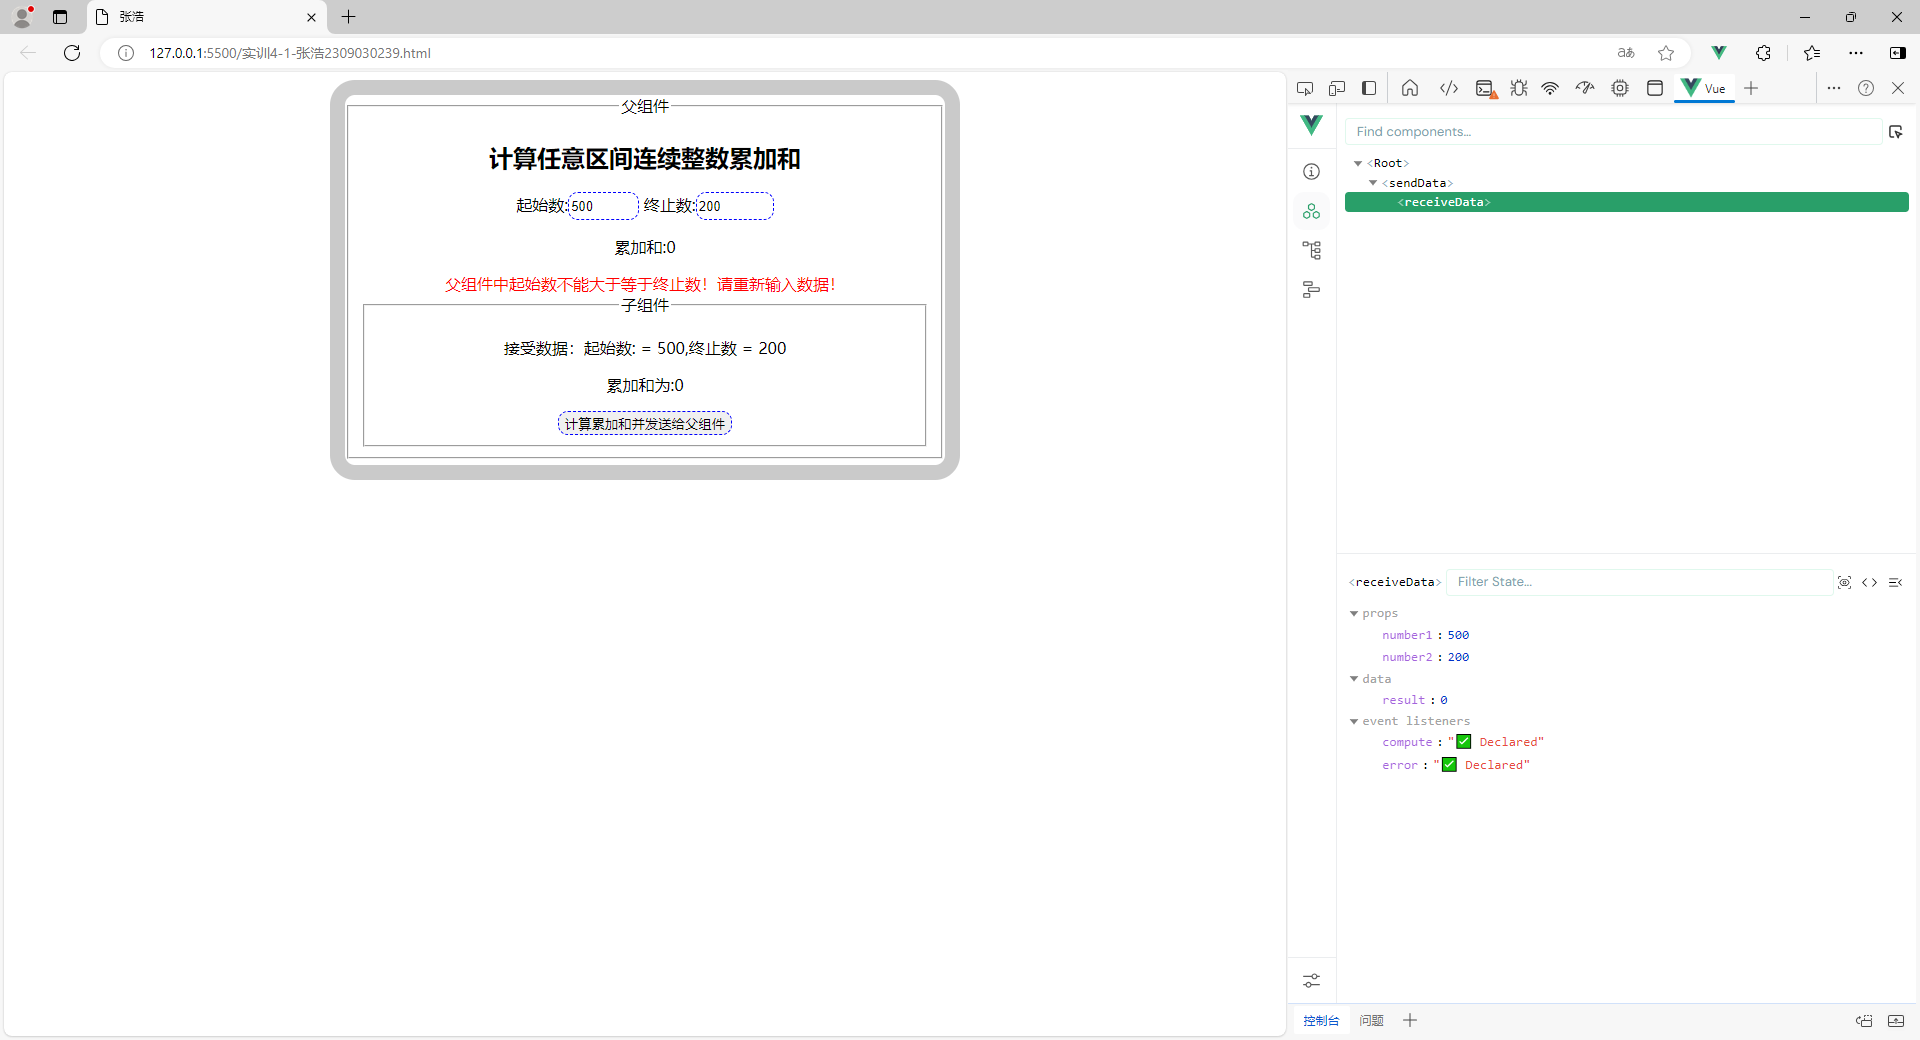 张浩
127.0.0.1:5500/实训4-1-张浩2309030239.html
aあ
父组件
计算任意区间连续整数累加和
起始数:500 终止数:200
累加和:0
父组件中起始数不能大于等于终止数！请重新输入数据！
子组件
接受数据：起始数: = 500,终止数 = 200
累加和为:0
计算累加和并发送给父组件
Vue
Find components...
<Root>
<sendData>
<receiveData>
<receiveData> Filter State...
props
number1 : 500
number2 : 200
data
result : 0
event listeners
compute : "✅ Declared"
error : "✅ Declared"
控制台 问题